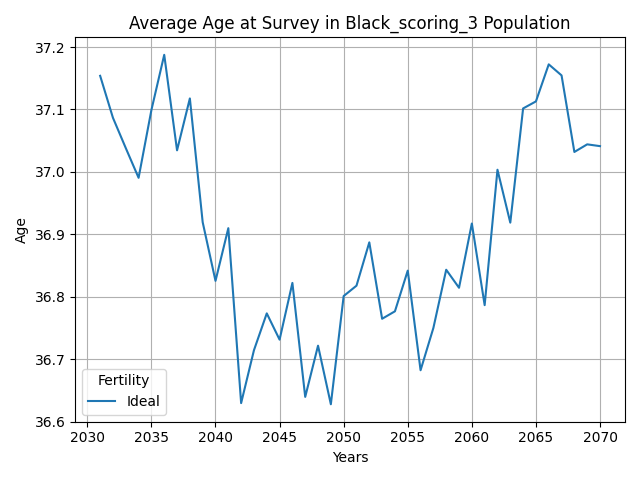 Average Age at Survey in Black_scoring_3 Population
37.2
37.1
37.0
36.9
36.8
36.7
36.6
Age
Fertility
Ideal
2030 2035 2040 2045 2050 2055 2060 2065 2070
Years